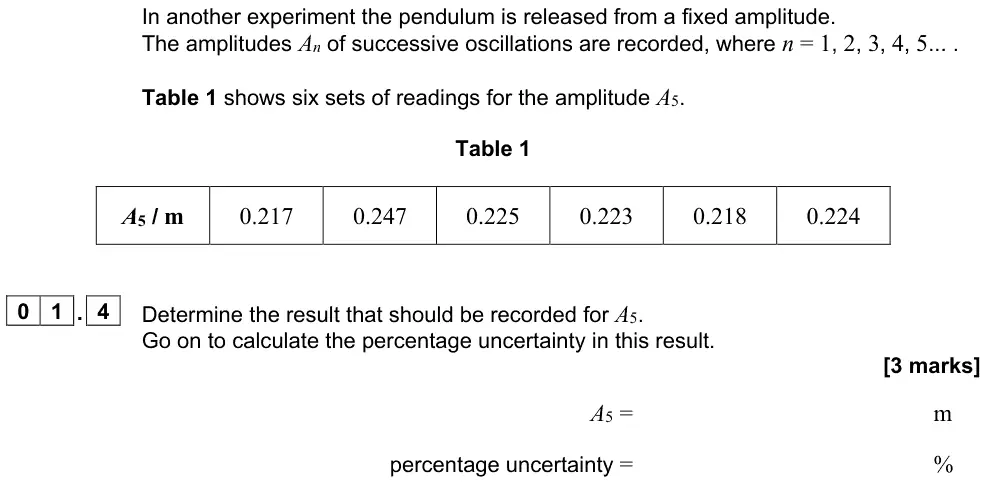 In another experiment the pendulum is released from a fixed amplitude.
The amplitudes Aₙ of successive oscillations are recorded, where n = 1, 2, 3, 4, 5... .
Table 1 shows six sets of readings for the amplitude A₅.
Table 1
A₅ / m 0.217 0.247 0.225 0.223 0.218 0.224
0 1 . 4 Determine the result that should be recorded for A₅.
Go on to calculate the percentage uncertainty in this result.
[3 marks]
A₅ = m
percentage uncertainty = %